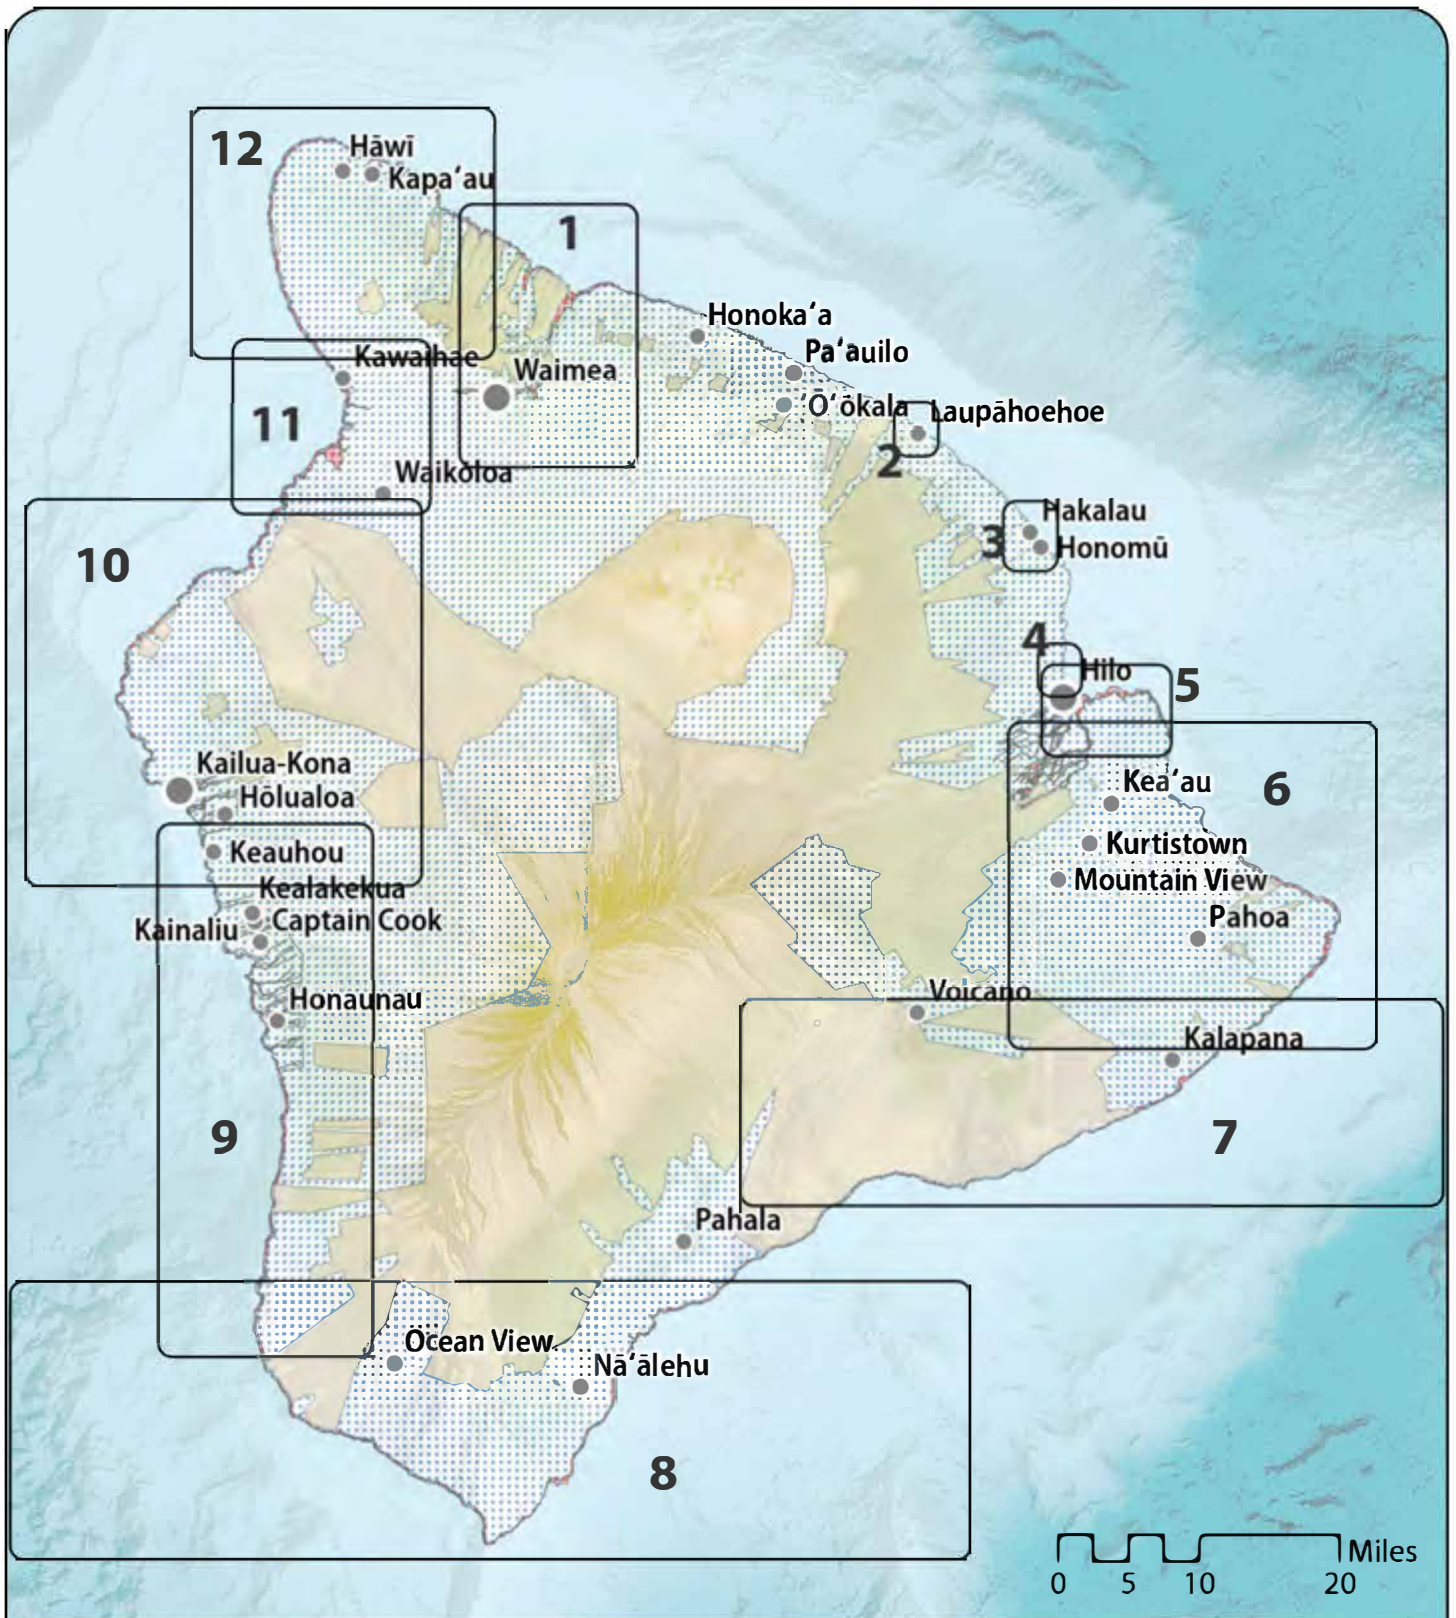 12
Hāwī
Kapaʻau
1
Honokaʻa
Paʻauilo
Kawaihae
Waimea
ʻŌʻōkala
Laupāhoehoe
11
2
Waikoloa
Hakalau
3
Honomū
10
4
Hilo
5
Kailua-Kona
Keaʻau
6
Hōlualoa
Keauhou
Kurtistown
Kealakekua
Mountain View
Captain Cook
Kainaliu
Pahoa
Honaunau
Volcano
Kalapana
9
7
Pahala
Ocean View
Nāʻālehu
8
Miles
0 5 10 20